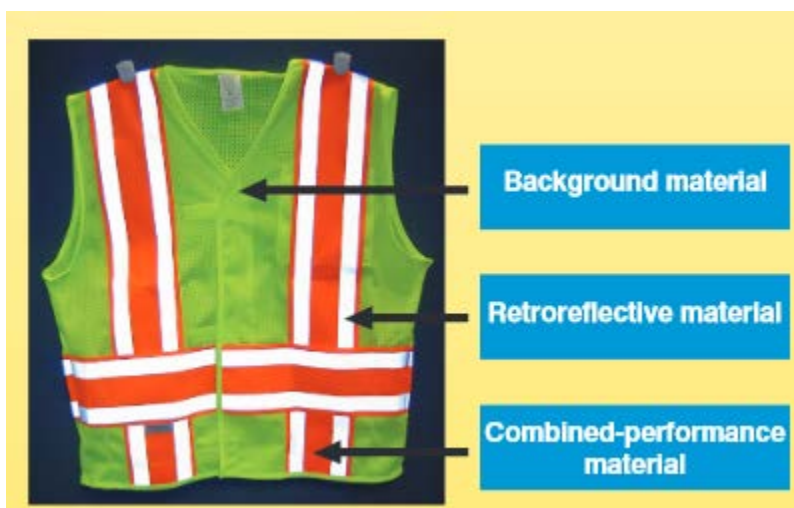 Background material
Retroreflective material
Combined-performance
material